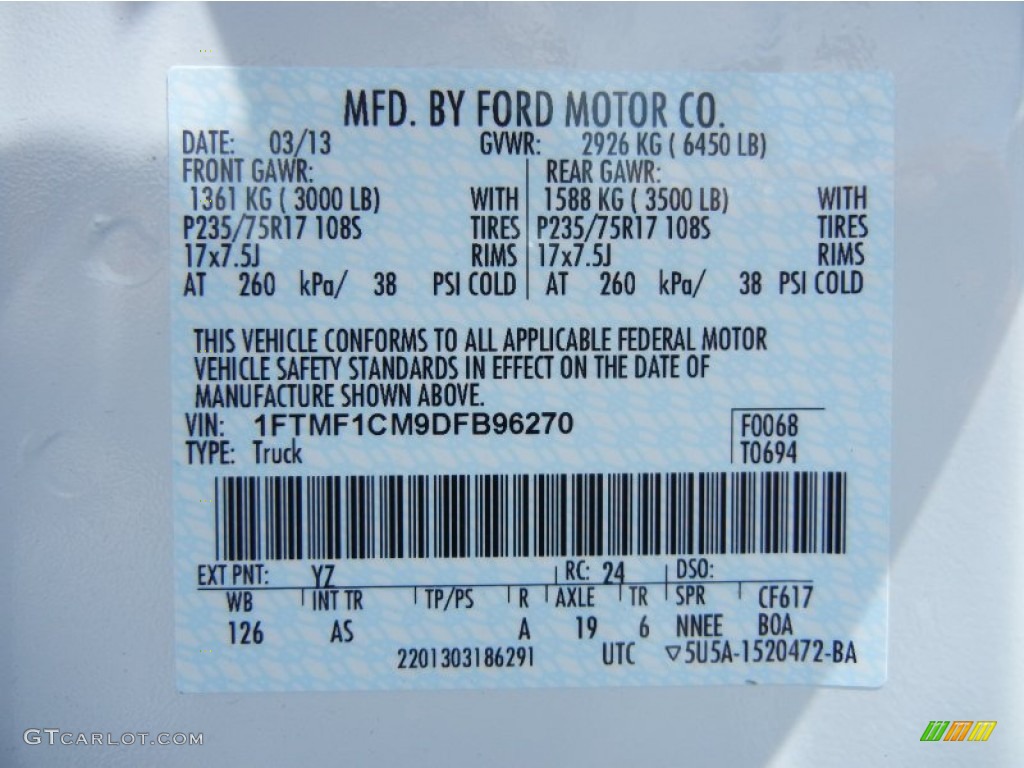 MFD. BY FORD MOTOR CO.
DATE: 03/13 GVWR: 2926 KG ( 6450 LB)
FRONT GAWR: REAR GAWR:
1361 KG ( 3000 LB) WITH 1588 KG ( 3500 LB) WITH
P235/75R17 108S TIRES P235/75R17 108S TIRES
17x7.5J RIMS 17x7.5J RIMS
AT 260 kPa/ 38 PSI COLD AT 260 kPa/ 38 PSI COLD
THIS VEHICLE CONFORMS TO ALL APPLICABLE FEDERAL MOTOR
VEHICLE SAFETY STANDARDS IN EFFECT ON THE DATE OF
MANUFACTURE SHOWN ABOVE.
VIN: 1FTMF1CM9DFB96270 F0068
TYPE: Truck T0694
EXT PNT: YZ RC: 24 DSO:
WB INT TR TP/PS R AXLE TR SPR CF617
126 AS A 19 6 NNEE BOA
2201303186291 UTC ▽5U5A-1520472-BA
GTCARLOT.COM